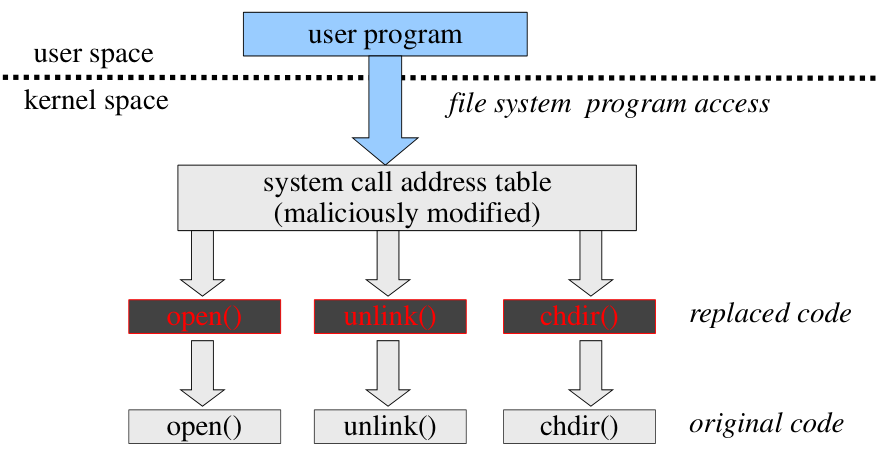 user program
user space
kernel space
file system program access
system call address table
(maliciously modified)
open() unlink() chdir() replaced code
open() unlink() chdir() original code